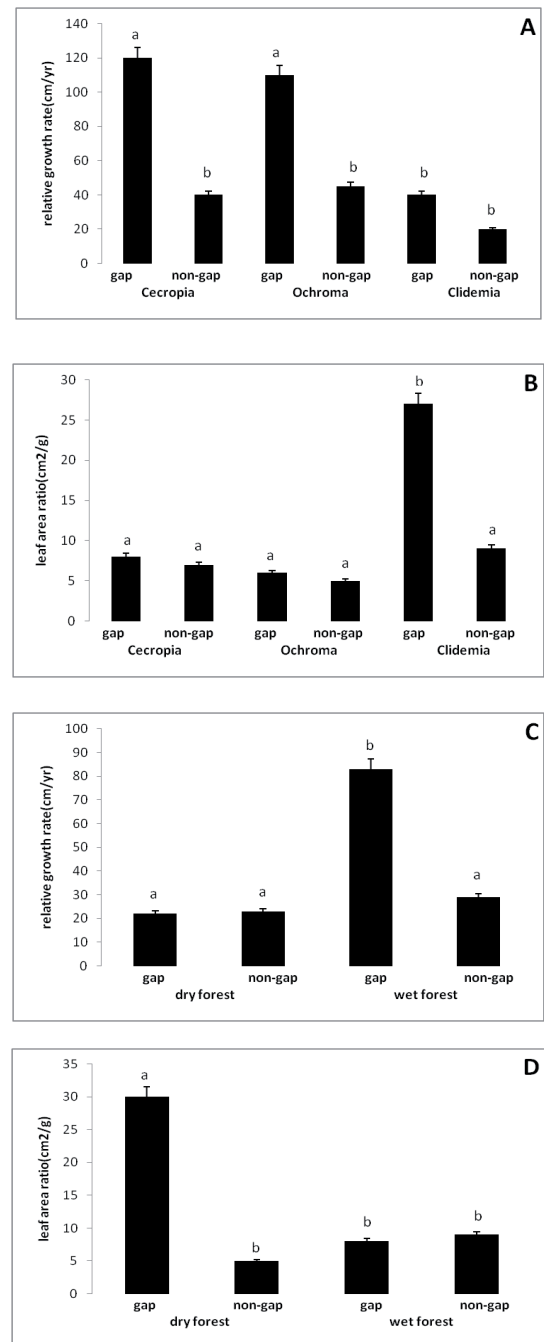 A
relative growth rate(cm/yr)
140
120
100
80
60
40
20
0
a
b
a
b
b
b
gap non-gap gap non-gap gap non-gap
Cecropia Ochroma Clidemia
B
leaf area ratio(cm2/g)
30
25
20
15
10
5
0
a
a
a
a
b
a
gap non-gap gap non-gap gap non-gap
Cecropia Ochroma Clidemia
C
relative growth rate(cm/yr)
100
90
80
70
60
50
40
30
20
10
0
a
a
b
a
gap non-gap gap non-gap
dry forest wet forest
D
leaf area ratio(cm2/g)
35
30
25
20
15
10
5
0
a
b
b
b
gap non-gap gap non-gap
dry forest wet forest